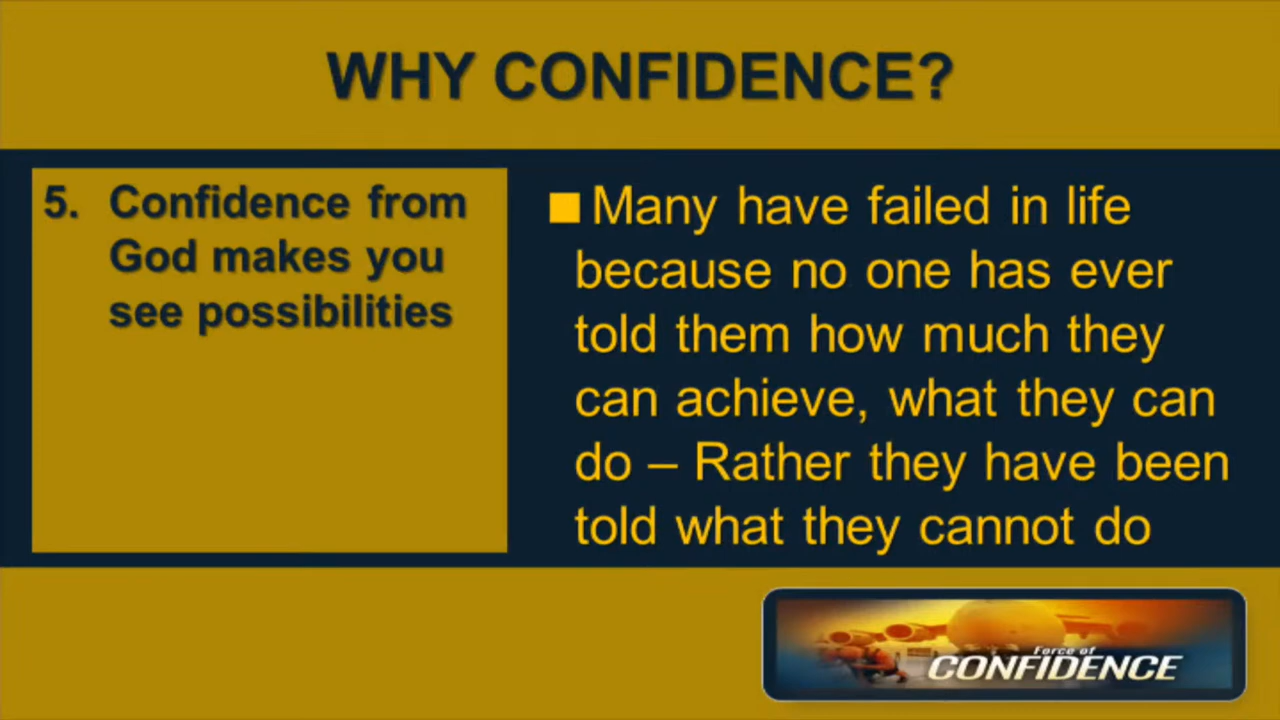 WHY CONFIDENCE?
5. Confidence from
God makes you
see possibilities
Many have failed in life
because no one has ever
told them how much they
can achieve, what they can
do – Rather they have been
told what they cannot do
Force of
CONFIDENCE